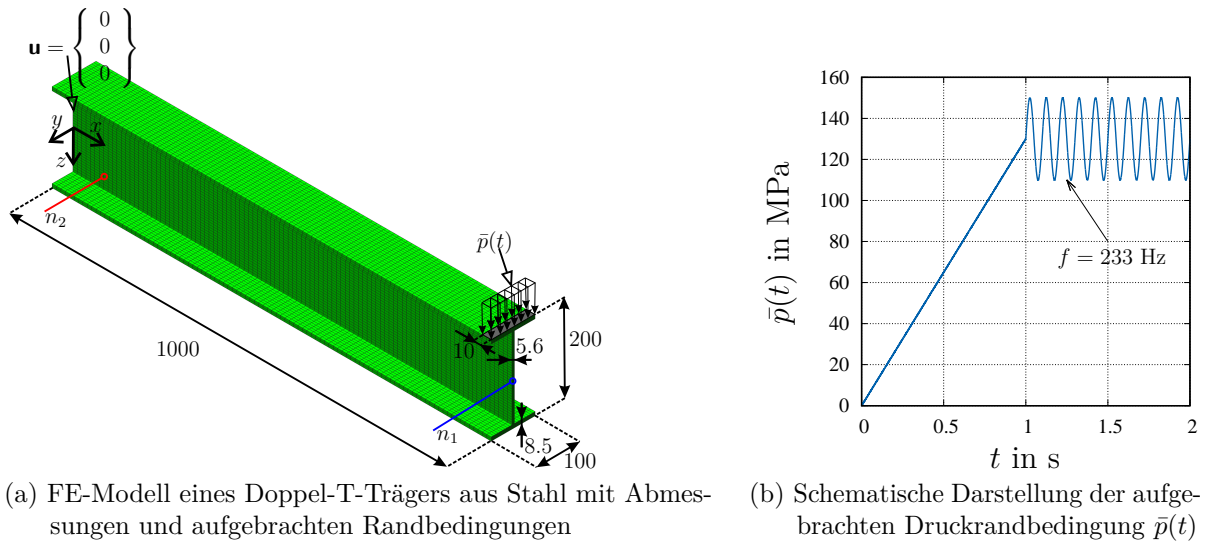 u = { 0
0
0 }
y x
z
n₂
n₁
p̄(t)
1000
10
5.6
200
8.5
100
(a) FE-Modell eines Doppel-T-Trägers aus Stahl mit Abmes-
sungen und aufgebrachten Randbedingungen
160
140
120
100
80
60
40
20
0
p̄(t) in MPa
f = 233 Hz
0 0.5 1 1.5 2
t in s
(b) Schematische Darstellung der aufge-
brachten Druckrandbedingung p̄(t)